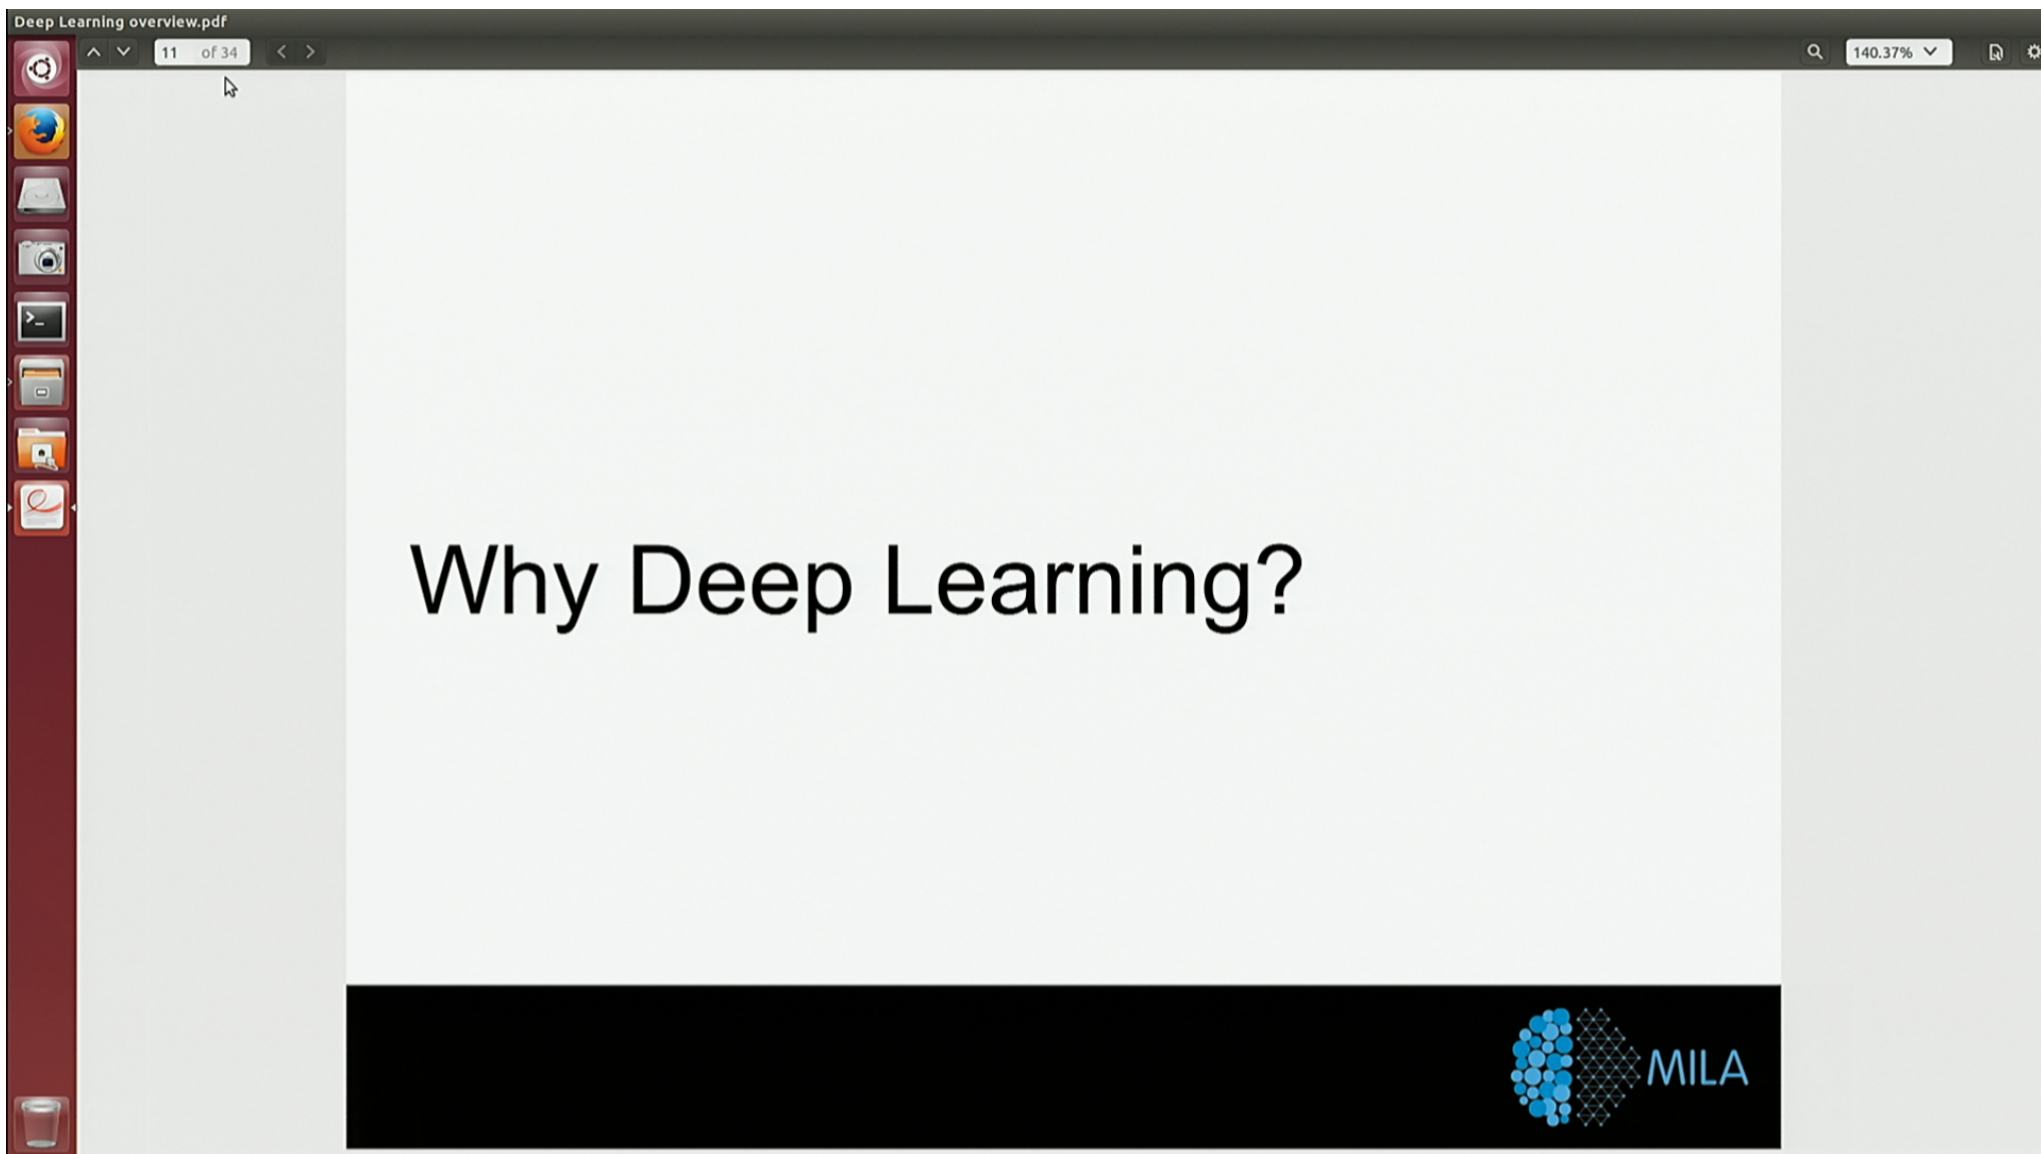 Deep Learning overview.pdf
11 of 34
140.37%
Why Deep Learning?
MILA